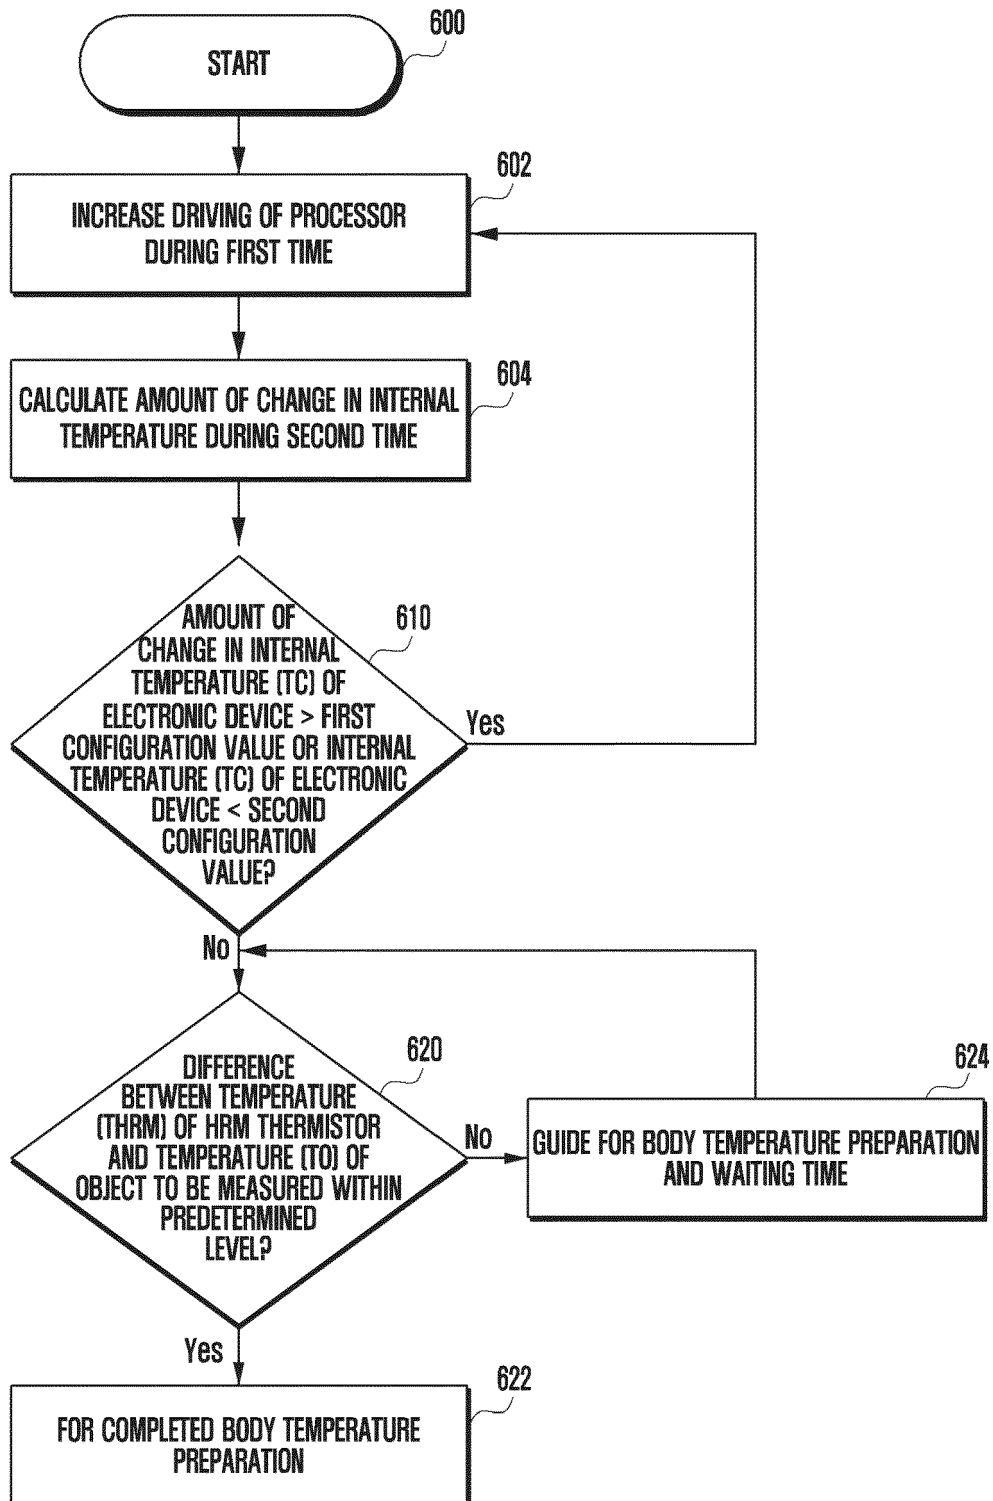 600
START
602
INCREASE DRIVING OF PROCESSOR
DURING FIRST TIME
604
CALCULATE AMOUNT OF CHANGE IN INTERNAL
TEMPERATURE DURING SECOND TIME
610
AMOUNT OF
CHANGE IN INTERNAL
TEMPERATURE (TC) OF
ELECTRONIC DEVICE > FIRST
CONFIGURATION VALUE OR INTERNAL
TEMPERATURE (TC) OF ELECTRONIC
DEVICE < SECOND
CONFIGURATION
VALUE?
Yes
No
620
DIFFERENCE
BETWEEN TEMPERATURE
(THRM) OF HRM THERMISTOR
AND TEMPERATURE (TO) OF
OBJECT TO BE MEASURED WITHIN
PREDETERMINED
LEVEL?
No
624
GUIDE FOR BODY TEMPERATURE PREPARATION
AND WAITING TIME
Yes
622
FOR COMPLETED BODY TEMPERATURE
PREPARATION